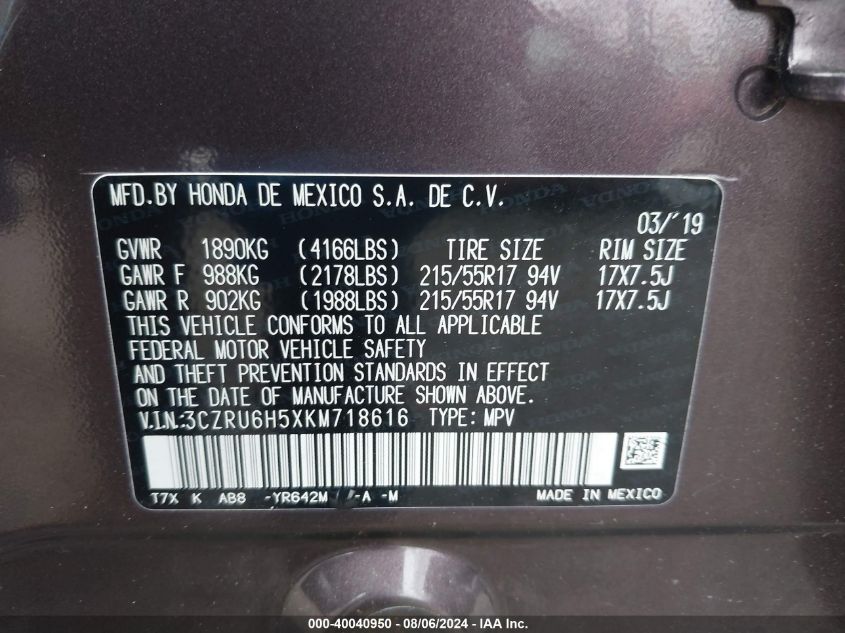 MFD.BY HONDA DE MEXICO S.A. DE C.V.
03/'19
GVWR 1890KG (4166LBS) TIRE SIZE RIM SIZE
GAWR F 988KG (2178LBS) 215/55R17 94V 17X7.5J
GAWR R 902KG (1988LBS) 215/55R17 94V 17X7.5J
THIS VEHICLE CONFORMS TO ALL APPLICABLE
FEDERAL MOTOR VEHICLE SAFETY
AND THEFT PREVENTION STANDARDS IN EFFECT
ON THE DATE OF MANUFACTURE SHOWN ABOVE.
V.I.N.:3CZRU6H5XKM718616 TYPE: MPV
T7X K AB8 -YR642M -A -M MADE IN MEXICO
000-40040950 - 08/06/2024 - IAA Inc.